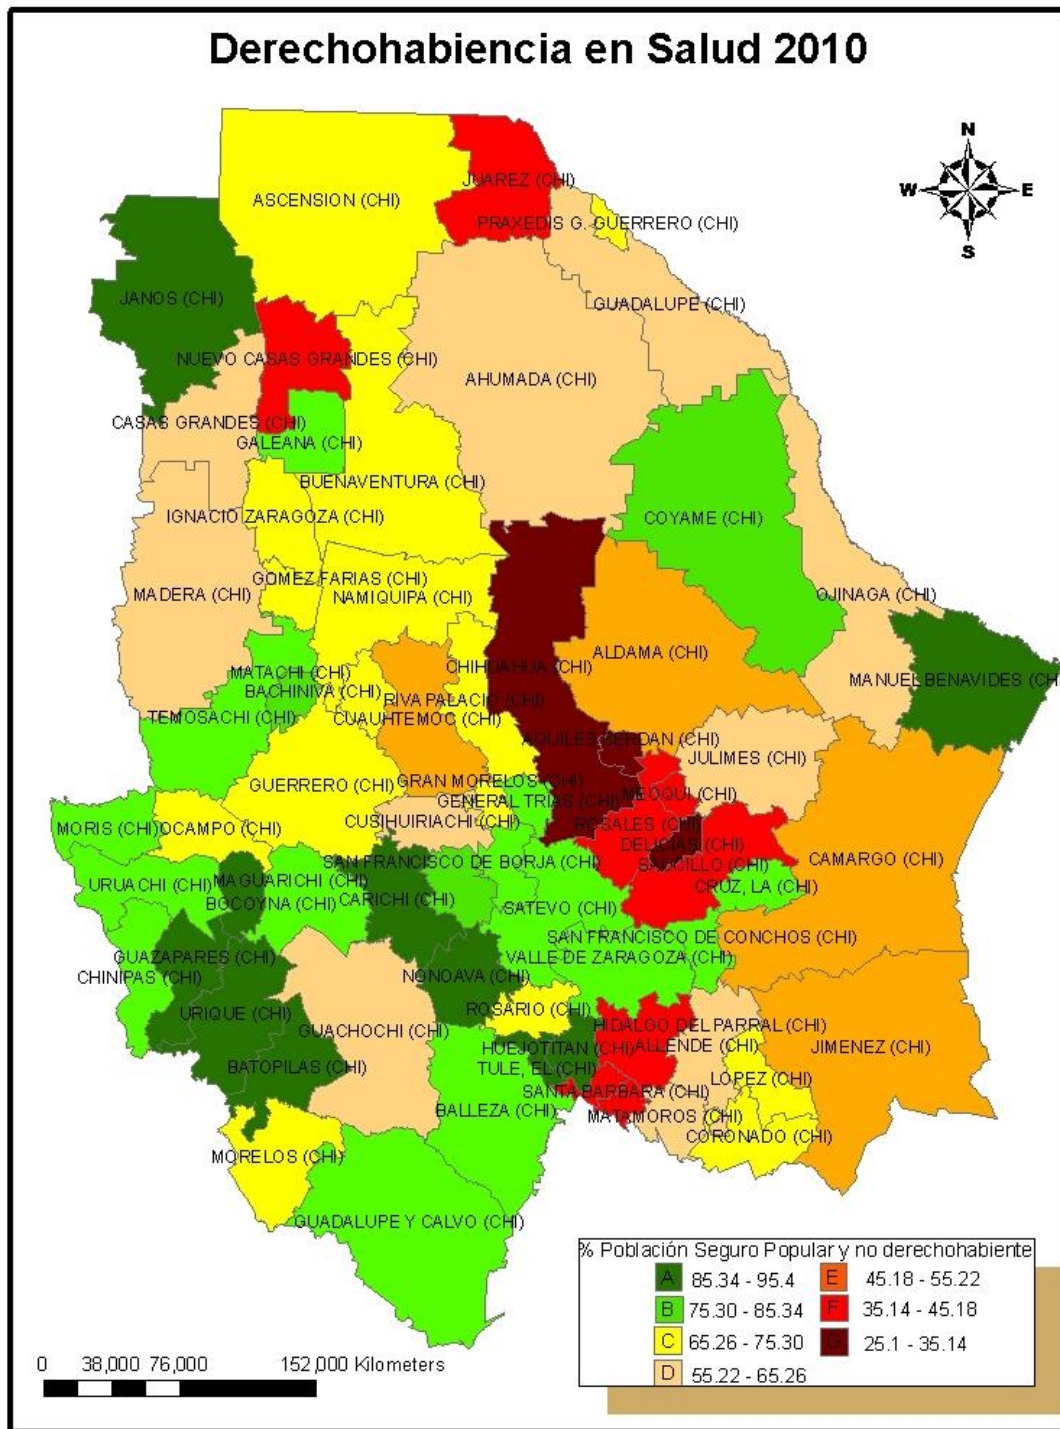 Derechohabiencia en Salud 2010
N
W E
S
JUAREZ (CHI)
ASCENSION (CHI)
PRAXEDIS G. GUERRERO (CHI)
JANOS (CHI)
GUADALUPE (CHI)
NUEVO CASAS GRANDES (CHI)
AHUMADA (CHI)
CASAS GRANDES (CHI)
GALEANA (CHI)
BUENAVENTURA (CHI)
IGNACIO ZARAGOZA (CHI)
COYAME (CHI)
GOMEZ FARIAS (CHI)
MADERA (CHI)
NAMIQUIPA (CHI)
OJINAGA (CHI)
ALDAMA (CHI)
CHIHUAHUA (CHI)
MATACHI (CHI)
MANUEL BENAVIDES (CHI
BACHINIVA (CHI)
RIVA PALACIO (CHI)
TEMOSACHI (CHI)
CUAUHTEMOC (CHI)
AQUILES SERDAN (CHI)
JULIMES (CHI)
GUERRERO (CHI)
GRAN MORELOS (CHI)
MEOQUI (CHI)
GENERAL TRIAS (CHI)
CUSIHUIRIACHI (CHI)
ROSALES (CHI)
MORIS (CHI)
OCAMPO (CHI)
DELICIAS (CHI)
SAN FRANCISCO DE BORJA (CHI)
SAUCILLO (CHI)
CAMARGO (CHI)
URUACHI (CHI)
MAGUARICHI (CHI)
CRUZ, LA (CHI)
BOCOYNA (CHI)
CARICHI (CHI)
SATEVO (CHI)
SAN FRANCISCO DE CONCHOS (CHI)
GUAZAPARES (CHI)
VALLE DE ZARAGOZA (CHI)
CHINIPAS (CHI)
NONOAVA (CHI)
URIQUE (CHI)
ROSARIO (CHI)
GUACHOCHI (CHI)
HIDALGO DEL PARRAL (CHI)
HUEJOTITAN (CHI)
ALLENDE (CHI)
JIMENEZ (CHI)
BATOPILAS (CHI)
TULE, EL (CHI)
LOPEZ (CHI)
SANTA BARBARA (CHI)
BALLEZA (CHI)
MATAMOROS (CHI)
CORONADO (CHI)
MORELOS (CHI)
GUADALUPE Y CALVO (CHI)
% Población Seguro Popular y no derechohabiente
A 85.34 - 95.4
B 75.30 - 85.34
C 65.26 - 75.30
D 55.22 - 65.26
E 45.18 - 55.22
F 35.14 - 45.18
G 25.1 - 35.14
0 38,000 76,000 152,000 Kilometers